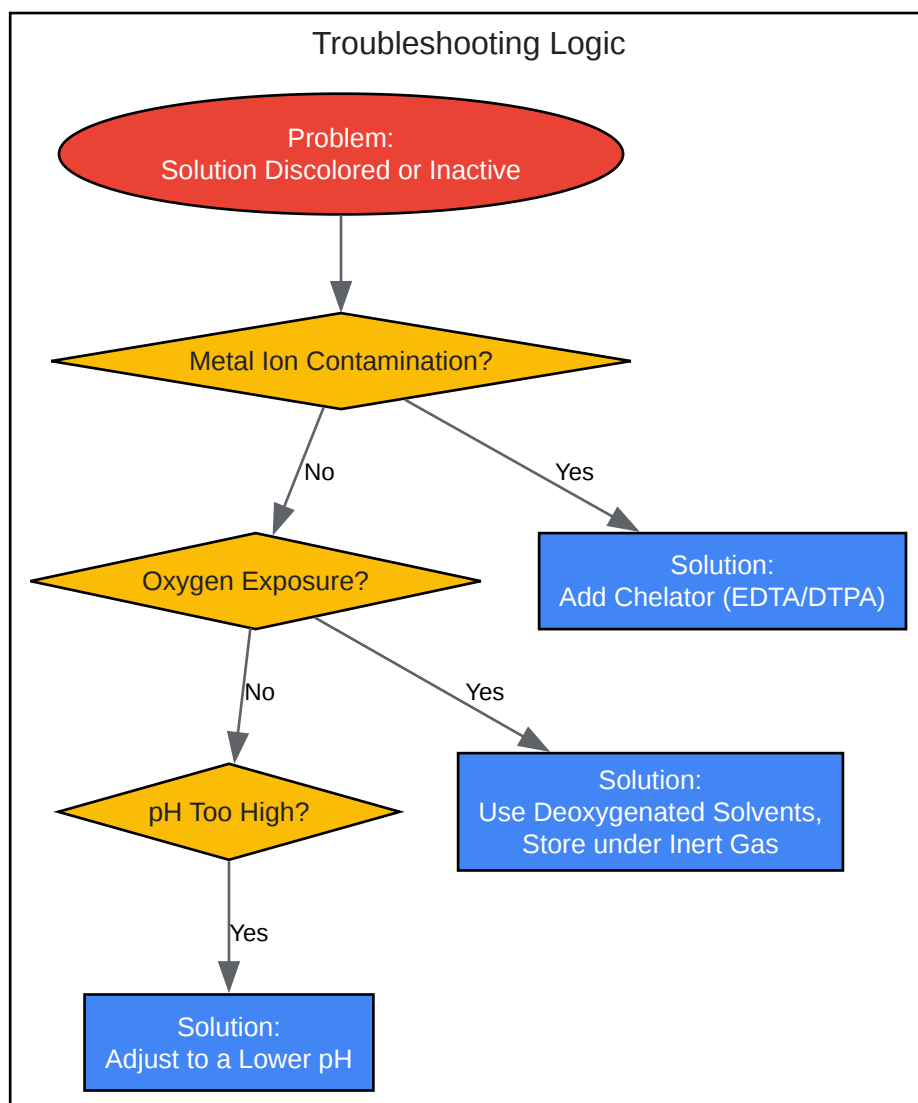 Troubleshooting Logic
Problem:
Solution Discolored or Inactive
Metal Ion Contamination?
No
Yes
Oxygen Exposure?
Solution:
Add Chelator (EDTA/DTPA)
No
Yes
pH Too High?
Solution:
Use Deoxygenated Solvents,
Store under Inert Gas
Yes
Solution:
Adjust to a Lower pH